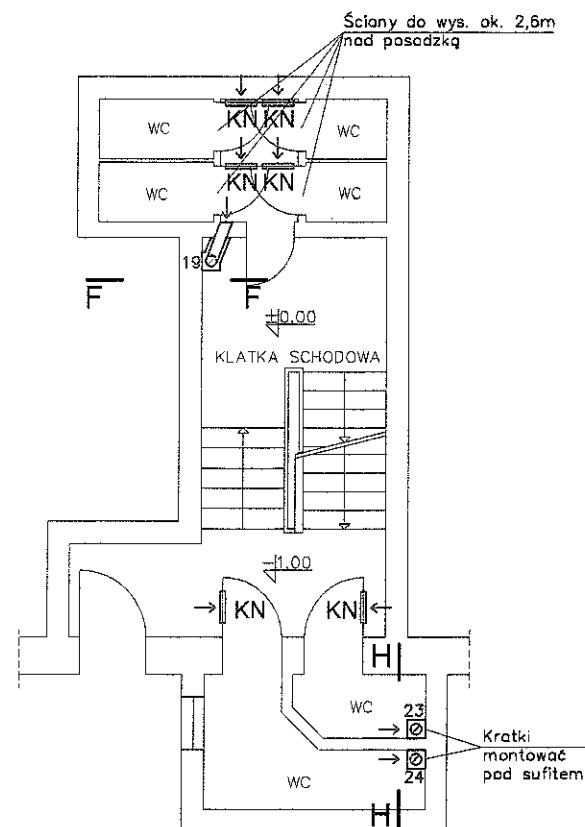 Ściany do wys. ok. 2,6m
nad posadzką
WC
KN KN
WC
WC
KN KN
WC
19
F
F
±0.00
KLATKA SCHODOWA
-1.00
KN
KN
H
WC
23
24
WC
Kratki
montować
pod sufitem
H